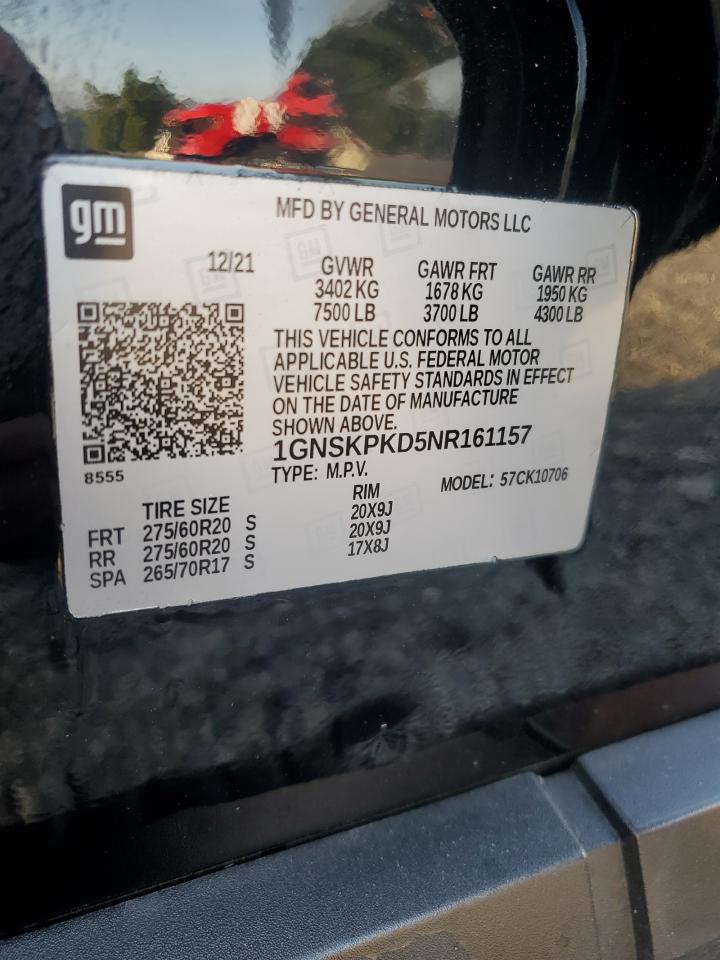 gm
MFD BY GENERAL MOTORS LLC
12/21
GVWR GAWR FRT GAWR RR
3402 KG 1678 KG 1950 KG
7500 LB 3700 LB 4300 LB
THIS VEHICLE CONFORMS TO ALL
APPLICABLE U.S. FEDERAL MOTOR
VEHICLE SAFETY STANDARDS IN EFFECT
ON THE DATE OF MANUFACTURE
SHOWN ABOVE.
1GNSKPKD5NR161157
8555
TYPE: M.P.V. MODEL: 57CK10706
TIRE SIZE RIM
FRT 275/60R20 S 20X9J
RR 275/60R20 S 20X9J
SPA 265/70R17 S 17X8J